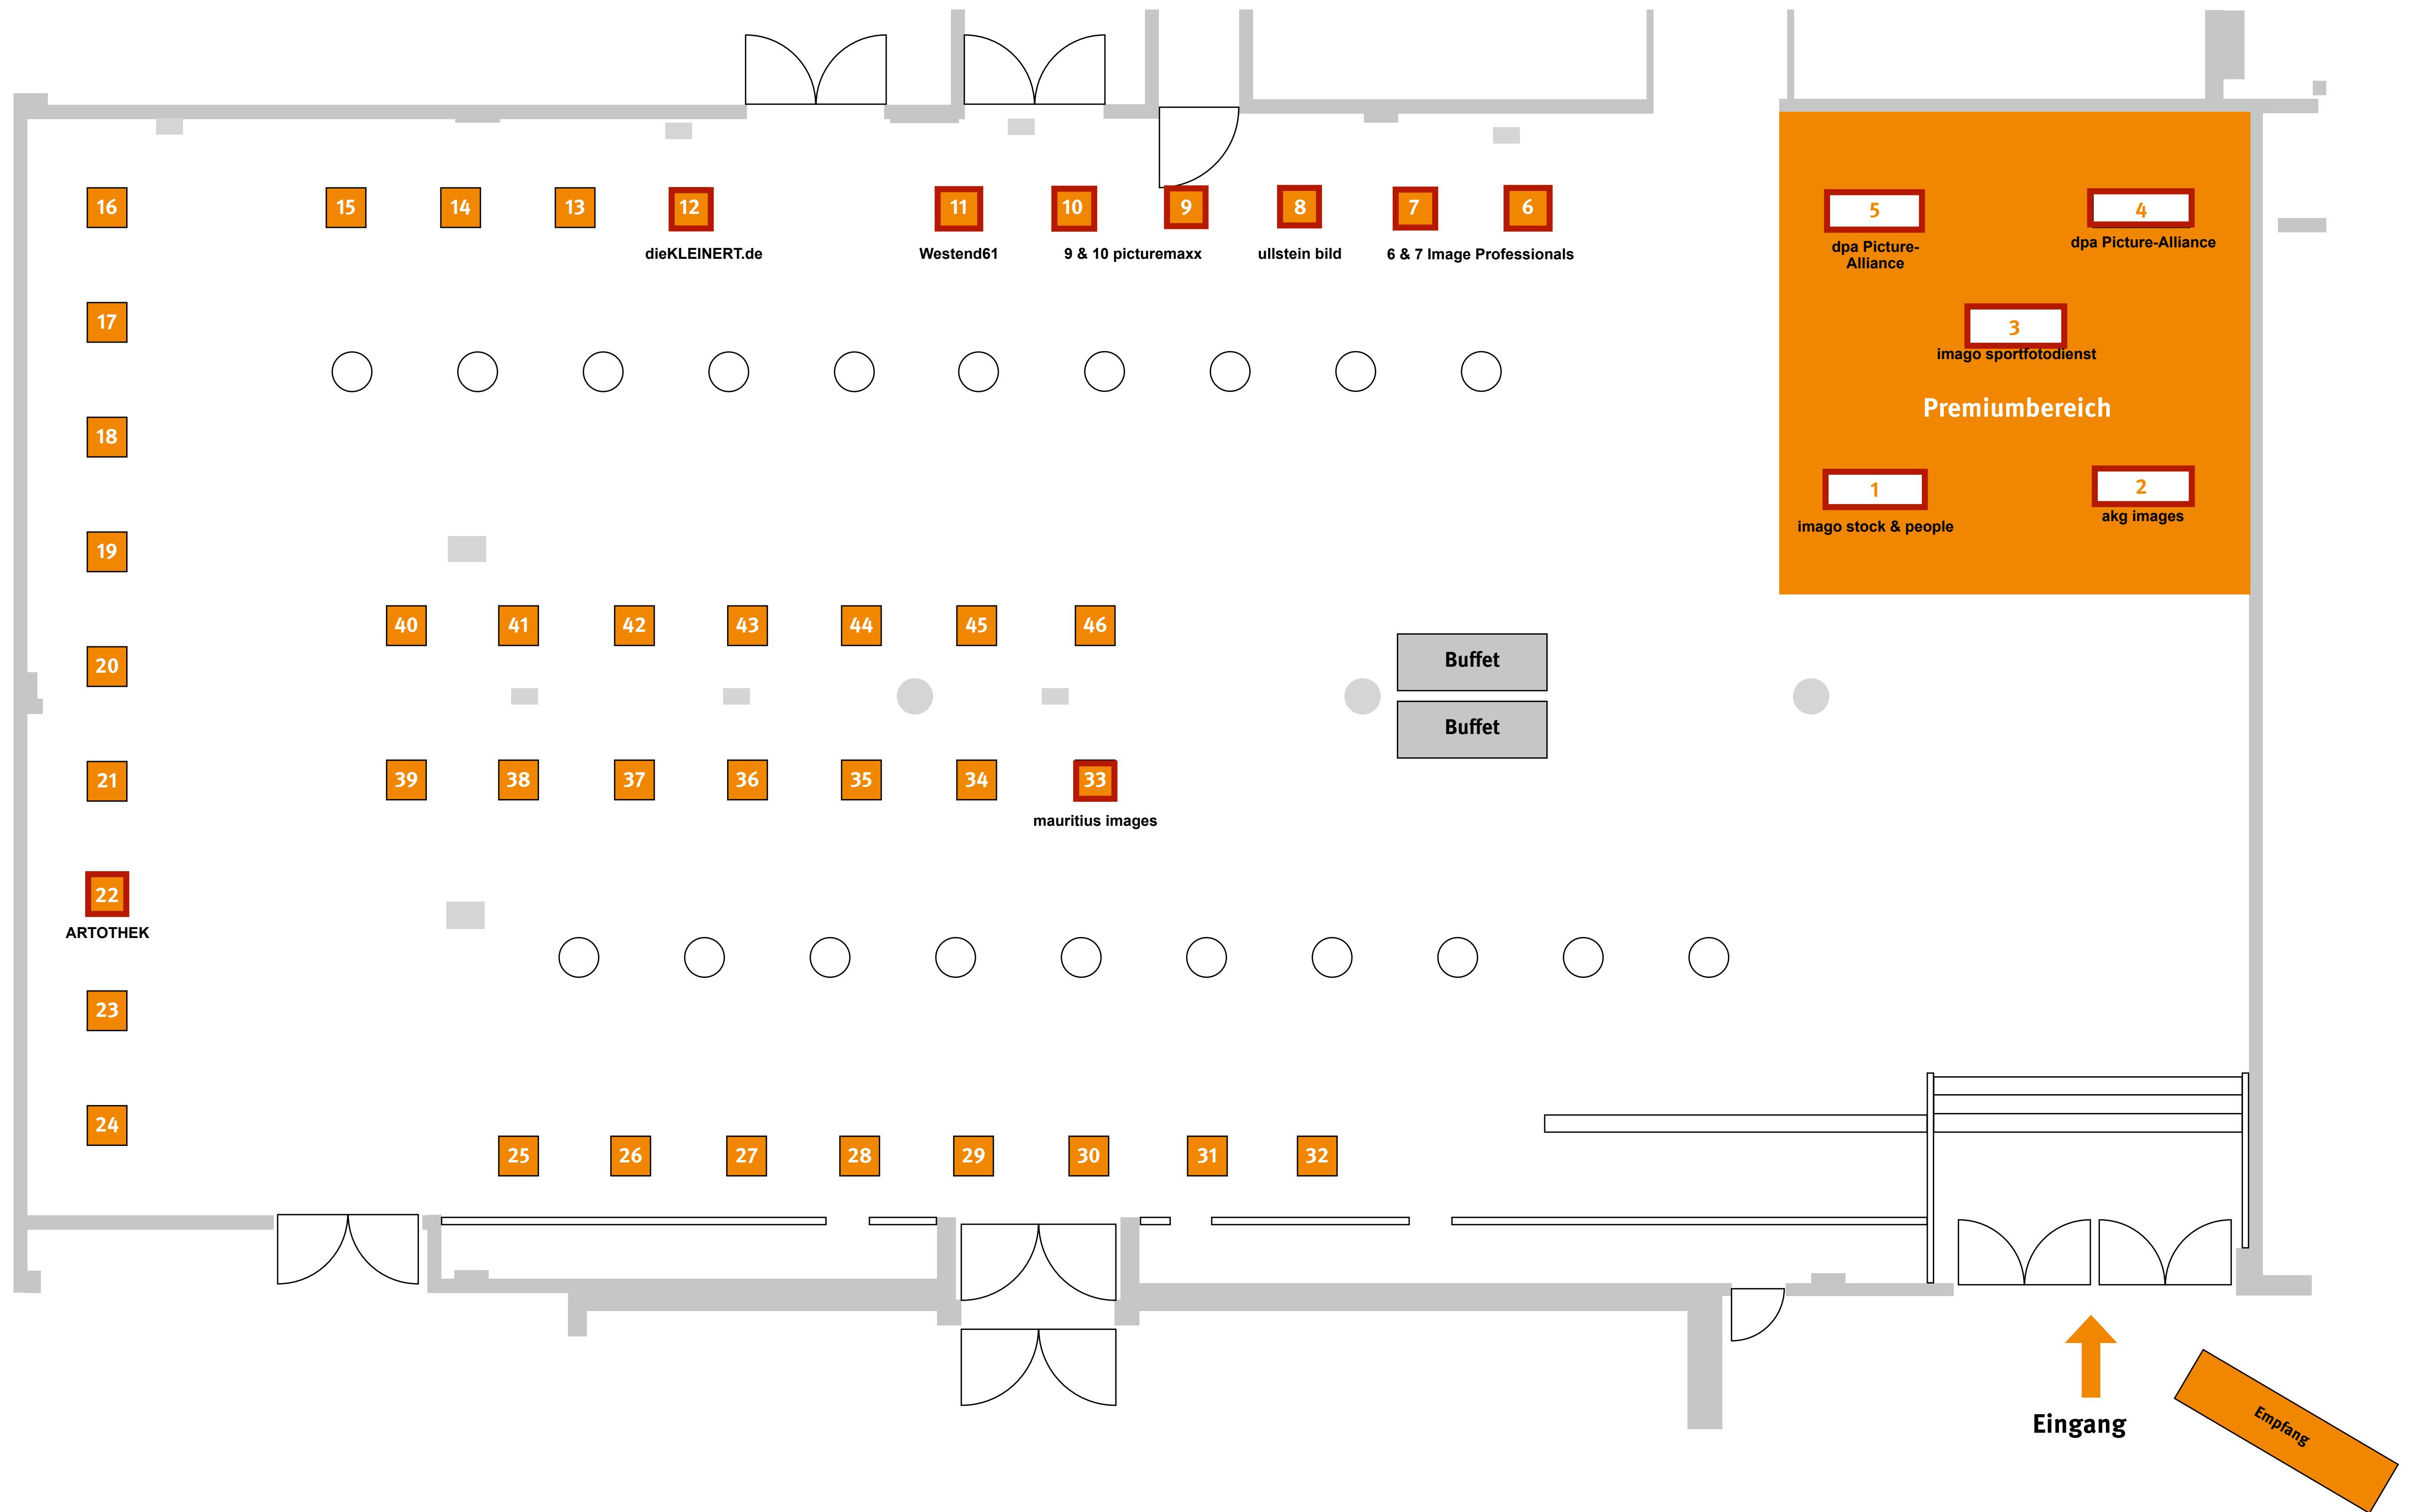 16
15
14
13
12
11
10
9
8
7
6
5
4
dieKLEINERT.de
Westend61
9 & 10 picturemaxx
ullstein bild
6 & 7 Image Professionals
dpa Picture-
Alliance
dpa Picture-Alliance
17
3
imago sportfotodienst
Premiumbereich
18
1
2
imago stock & people
akg images
19
40
41
42
43
44
45
46
20
Buffet
Buffet
21
39
38
37
36
35
34
33
mauritius images
22
ARTOTHEK
23
24
25
26
27
28
29
30
31
32
Eingang
Empfang